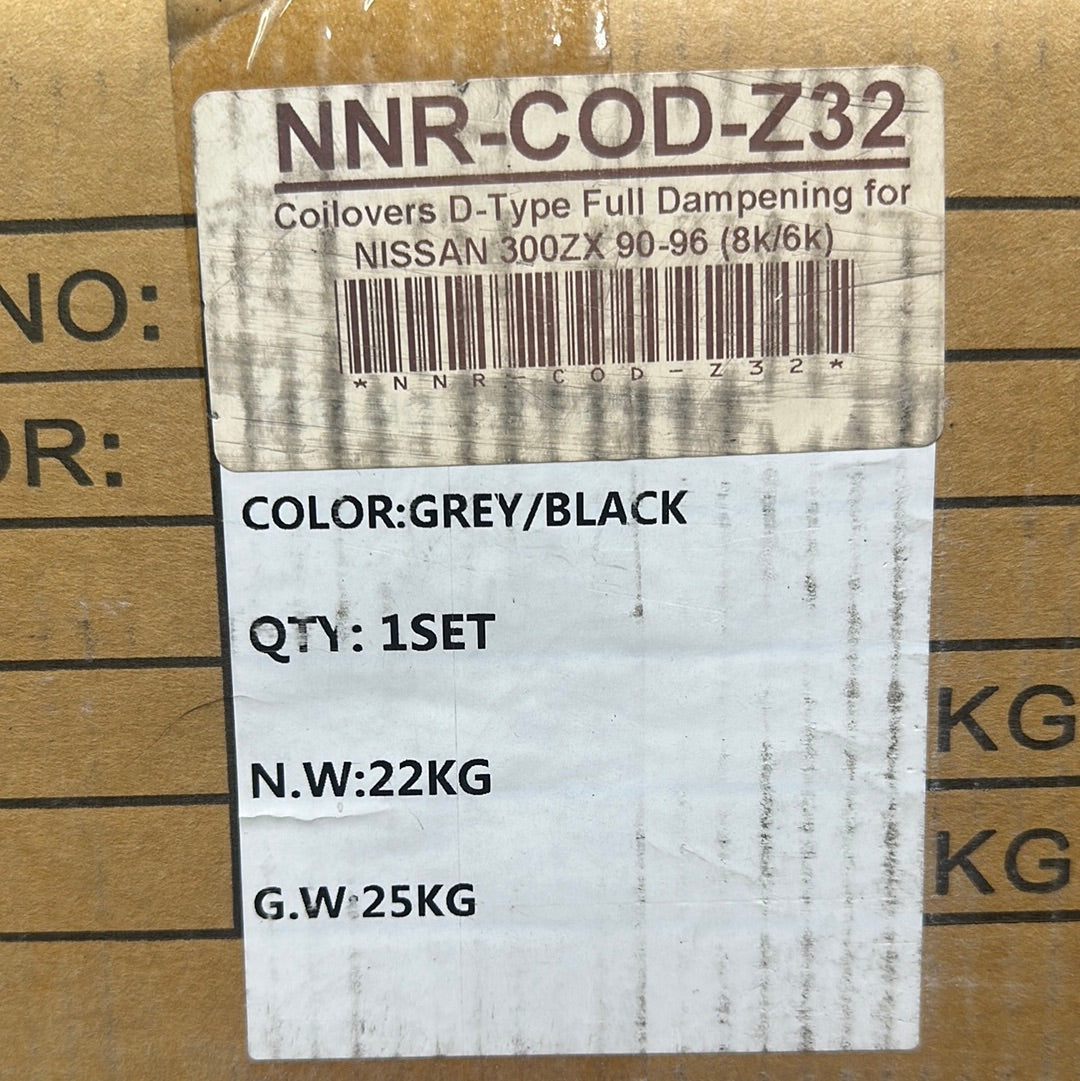 NNR-COD-Z32
Coilovers D-Type Full Dampening for
NISSAN 300ZX 90-96 (8k/6k)
*NNR-COD-Z32*
NO:
OR:
COLOR:GREY/BLACK
QTY: 1SET
N.W:22KG
KG
G.W:25KG
KG